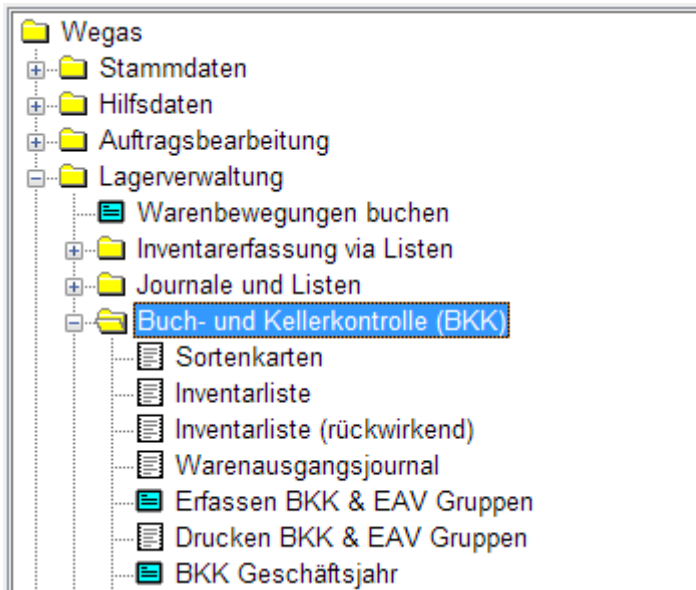 Wegas
Stammdaten
Hilfsdaten
Auftragsbearbeitung
Lagerverwaltung
Warenbewegungen buchen
Inventarerfassung via Listen
Journale und Listen
Buch- und Kellerkontrolle (BKK)
Sortenkarten
Inventarliste
Inventarliste (rückwirkend)
Warenausgangsjournal
Erfassen BKK & EAV Gruppen
Drucken BKK & EAV Gruppen
BKK Geschäftsjahr